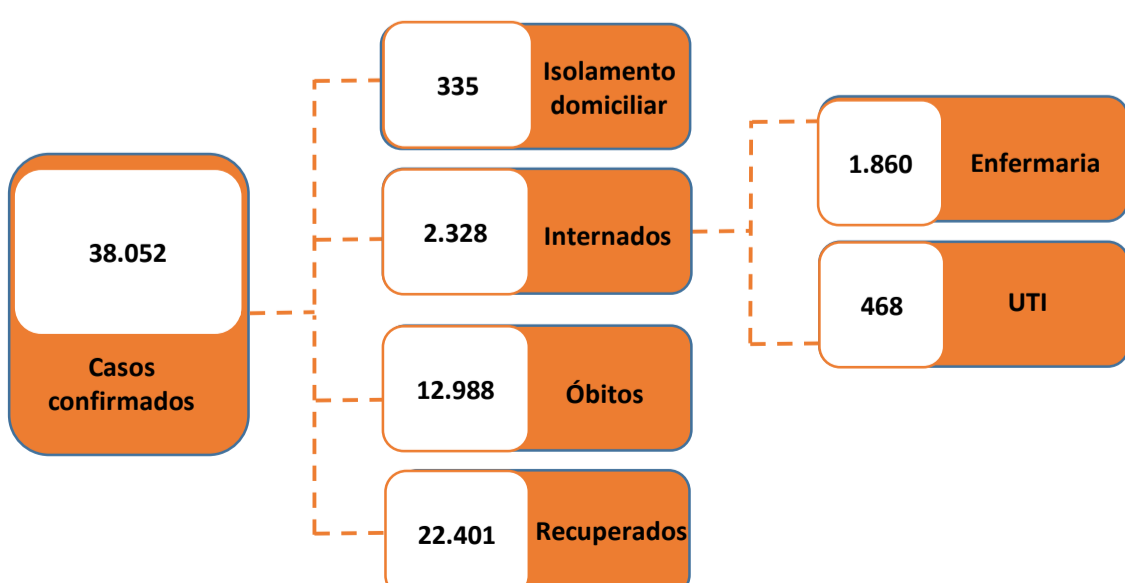 38.052
Casos
confirmados
335
Isolamento
domiciliar
2.328
Internados
12.988
Óbitos
22.401
Recuperados
1.860
Enfermaria
468
UTI